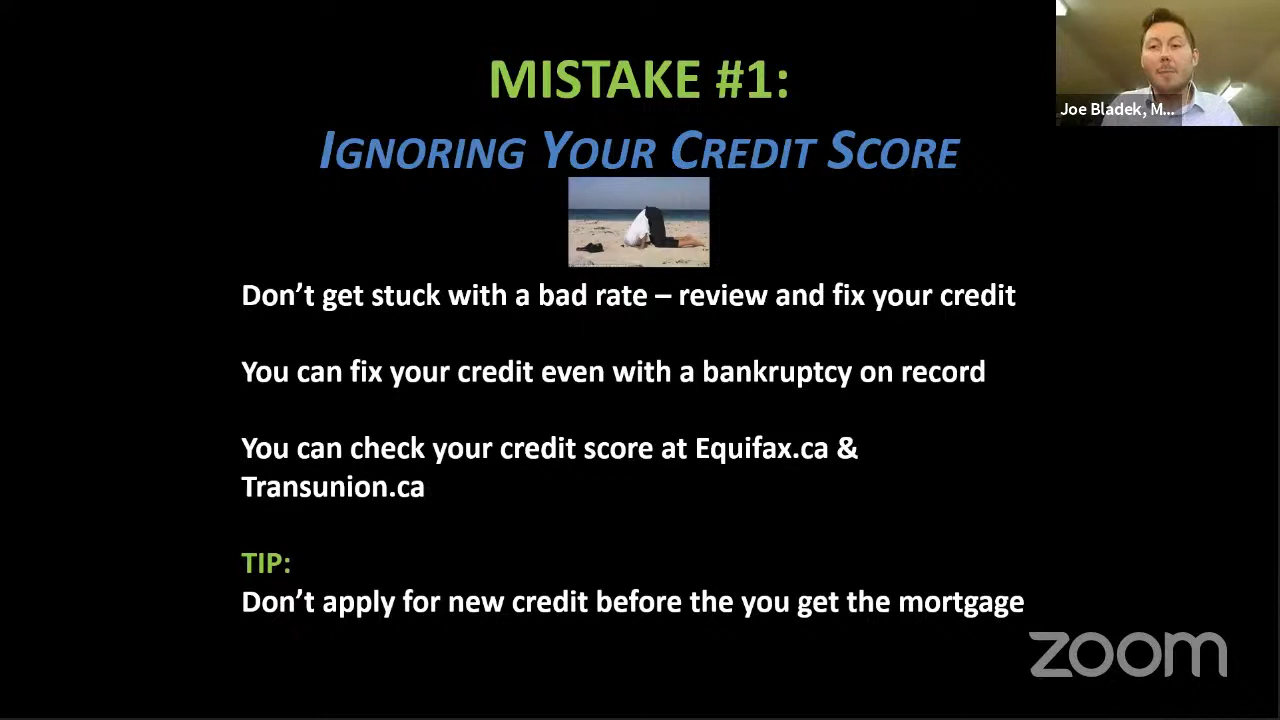 MISTAKE #1:
IGNORING YOUR CREDIT SCORE
Joe Bladek, M...
Don't get stuck with a bad rate – review and fix your credit
You can fix your credit even with a bankruptcy on record
You can check your credit score at Equifax.ca &
Transunion.ca
TIP:
Don't apply for new credit before the you get the mortgage
zoom